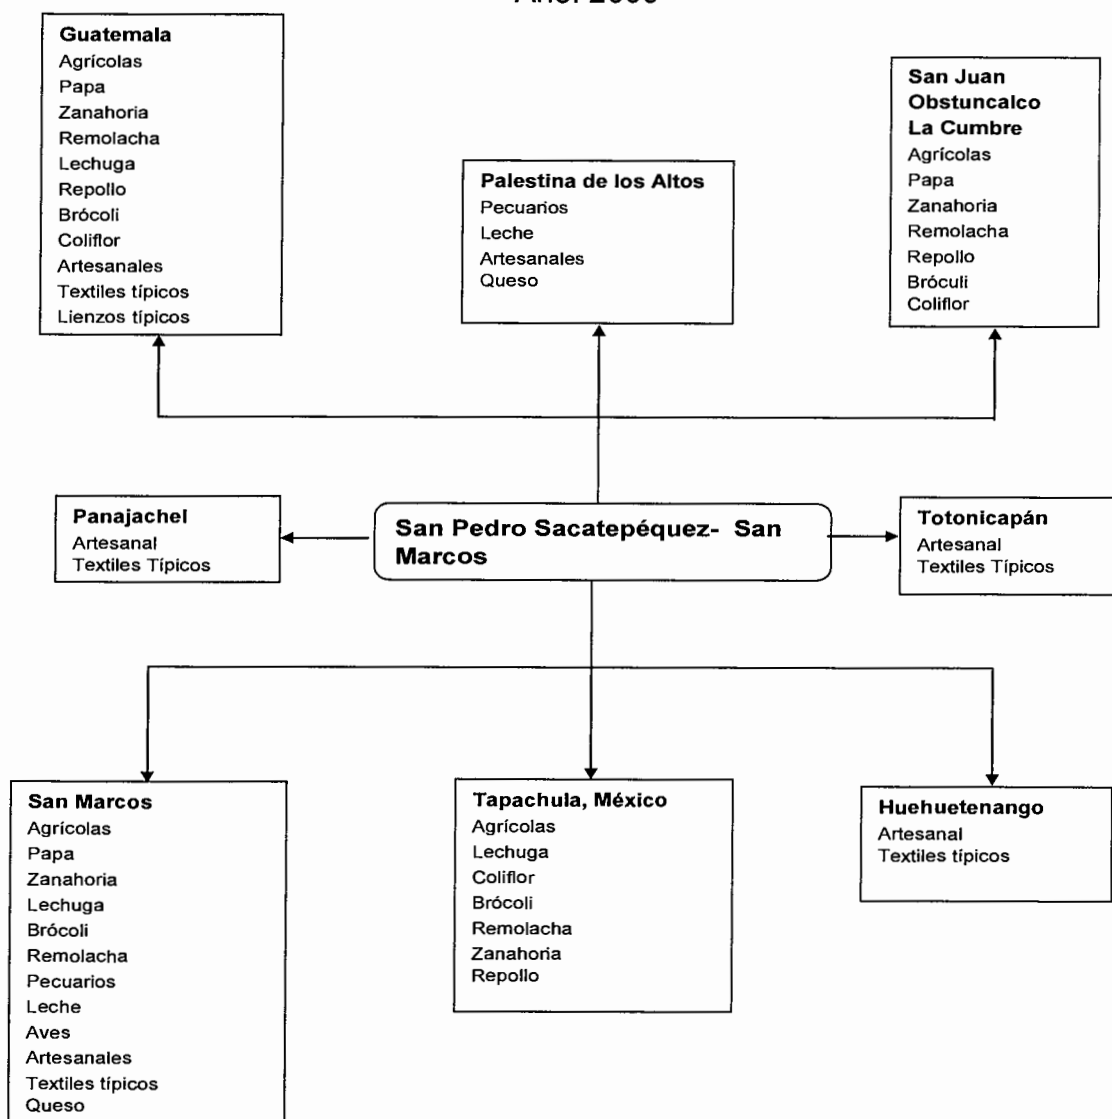 Guatemala
Agrícolas
Papa
Zanahoria
Remolacha
Lechuga
Repollo
Brócoli
Coliflor
Artesanales
Textiles típicos
Lienzos típicos
Palestina de los Altos
Pecuarios
Leche
Artesanales
Queso
San Juan
Obstuncalco
La Cumbre
Agrícolas
Papa
Zanahoria
Remolacha
Repollo
Bróculi
Coliflor
Panajachel
Artesanal
Textiles Típicos
San Pedro Sacatepéquez- San
Marcos
Totonicapán
Artesanal
Textiles Típicos
San Marcos
Agrícolas
Papa
Zanahoria
Lechuga
Brócoli
Remolacha
Pecuarios
Leche
Aves
Artesanales
Textiles típicos
Queso
Tapachula, México
Agrícolas
Lechuga
Coliflor
Brócoli
Remolacha
Zanahoria
Repollo
Huehuetenango
Artesanal
Textiles típicos